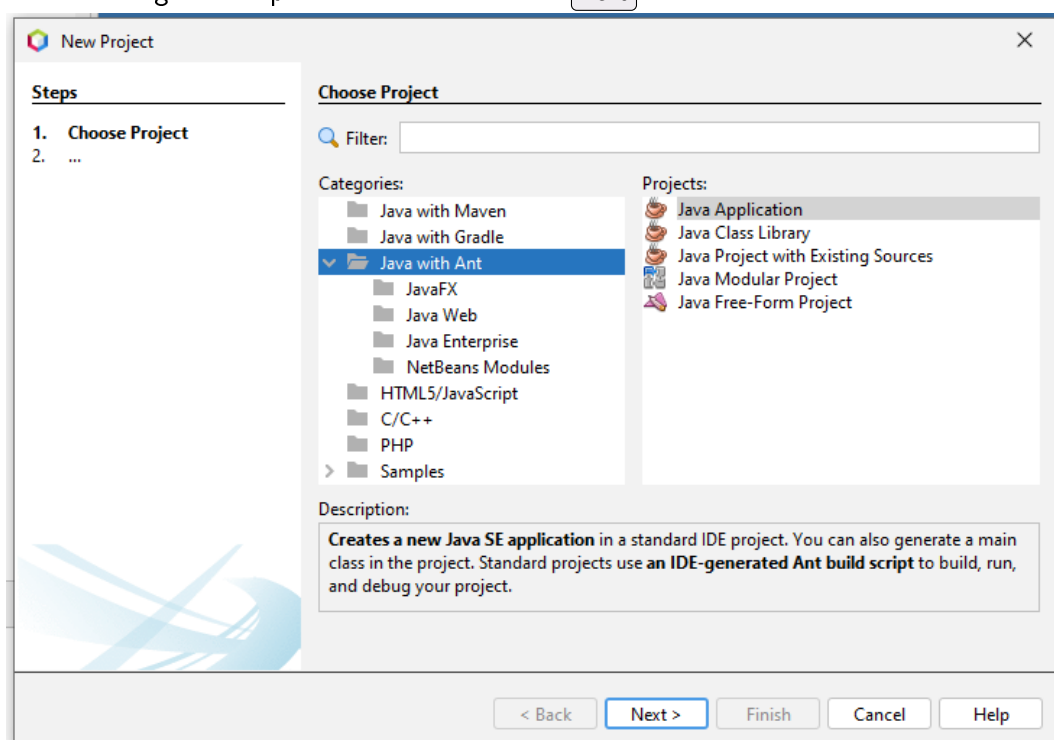 New Project
Steps
1. Choose Project
2. ...
Choose Project
Filter:
Categories:
Java with Maven
Java with Gradle
Java with Ant
JavaFX
Java Web
Java Enterprise
NetBeans Modules
HTML5/JavaScript
C/C++
PHP
Samples
Projects:
Java Application
Java Class Library
Java Project with Existing Sources
Java Modular Project
Java Free-Form Project
Description:
Creates a new Java SE application in a standard IDE project. You can also generate a main
class in the project. Standard projects use an IDE-generated Ant build script to build, run,
and debug your project.
< Back
Next >
Finish
Cancel
Help